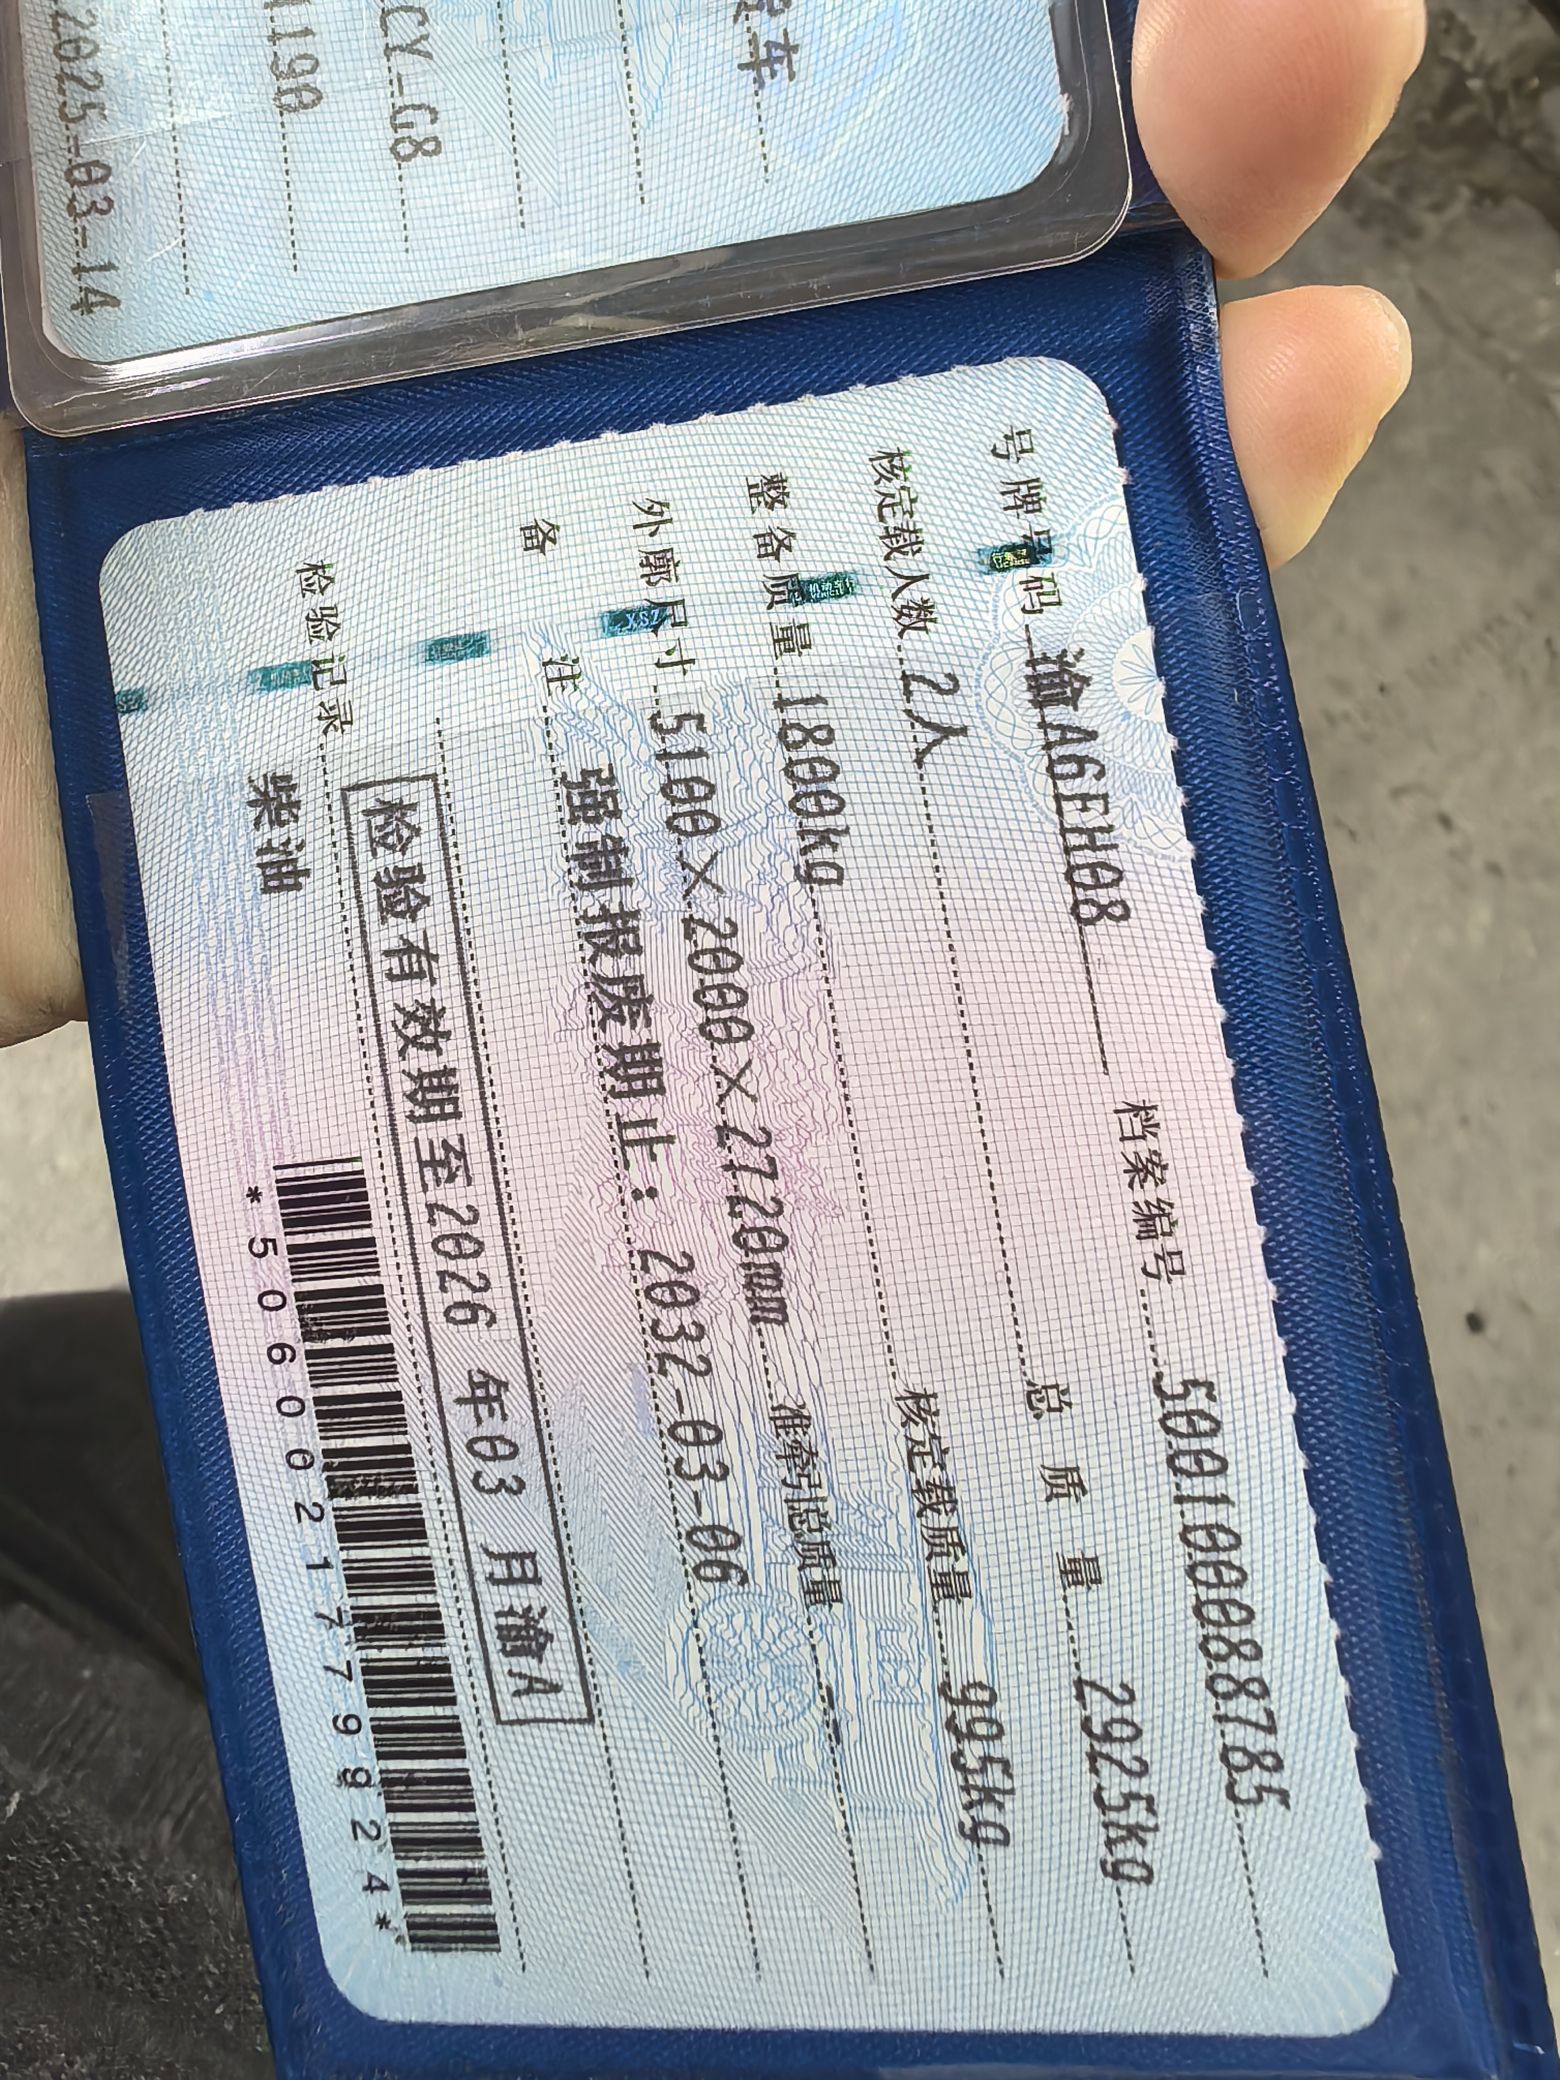 车
CY-G8
1190
2025-03-14
号牌号码 渝A6EH08 档案编号 500100088785
核定载人数 2人 总质量 2925kg
整备质量 1800kg 核定载质量 995kg
外廓尺寸 5100×2000×2720mm 准牵引总质量 --
备注 强制报废期止：2032-03-06
检验有效期至2026 年03 月渝A
检验记录
柴油
*5060021779924*